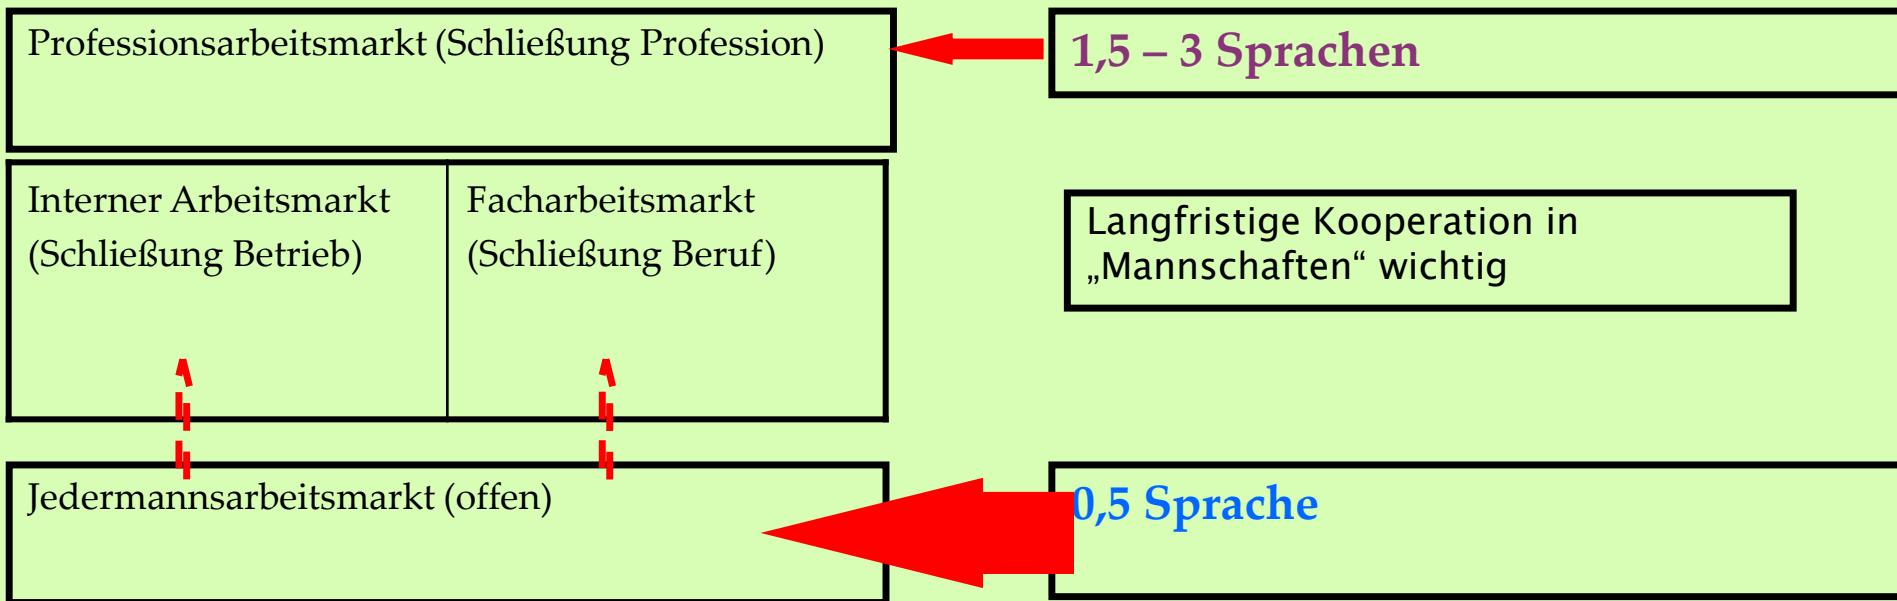 Professionsarbeitsmarkt (Schließung Profession)
1,5 – 3 Sprachen
Interner Arbeitsmarkt
(Schließung Betrieb)
Facharbeitsmarkt
(Schließung Beruf)
Langfristige Kooperation in
„Mannschaften“ wichtig
Jedermannsarbeitsmarkt (offen)
0,5 Sprache